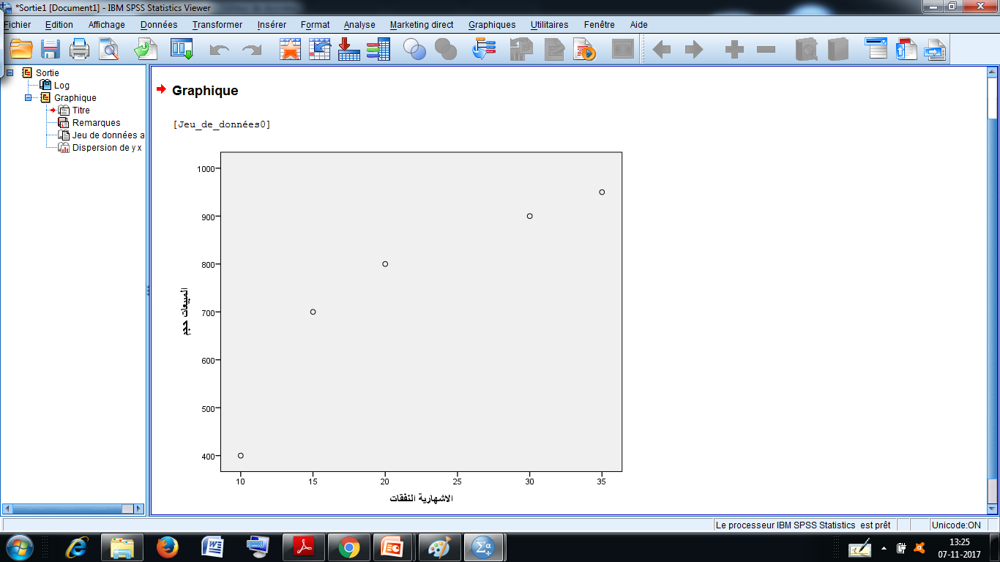 *Sortie1 [Document1] - IBM SPSS Statistics Viewer
Fichier Edition Affichage Données Transformer Insérer Format Analyse Marketing direct Graphiques Utilitaires Fenêtre Aide
Sortie
Log
Graphique
Titre
Remarques
Jeu de données a
Dispersion de y x
Graphique
[Jeu_de_données0]
1000
900
800
700
600
500
400
المبيعات حجم
10 15 20 25 30 35
الاشهارية النفقات
Le processeur IBM SPSS Statistics est prêt
Unicode:ON
13:25
07-11-2017